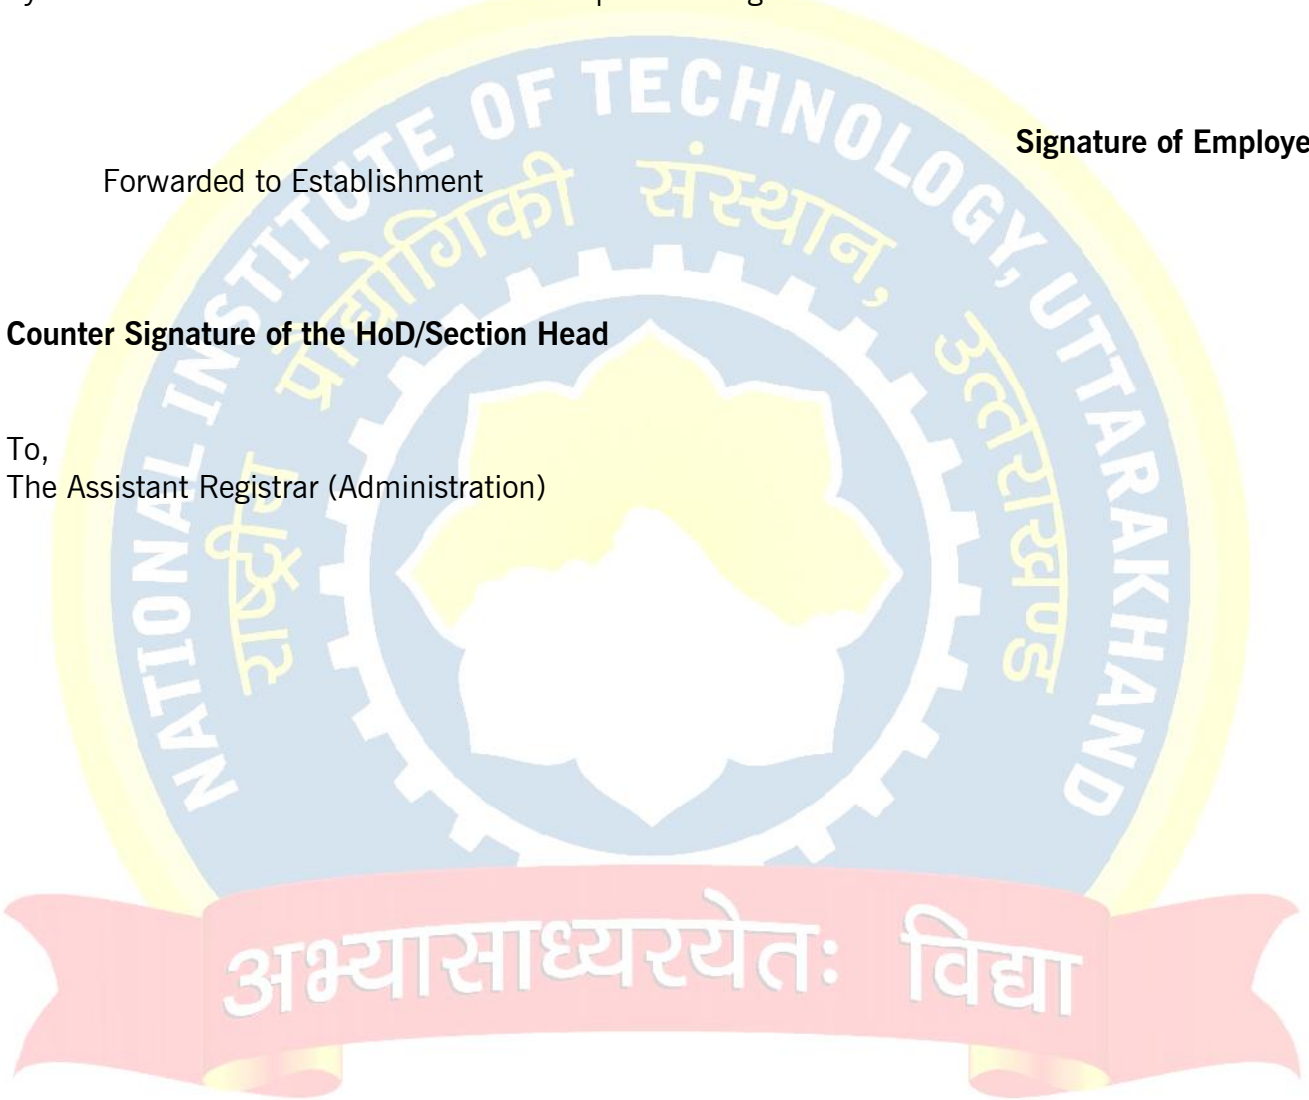 Signature of Employe
Forwarded to Establishment
Counter Signature of the HoD/Section Head
To,
The Assistant Registrar (Administration)
NATIONAL INSTITUTE OF TECHNOLOGY, UTTARAKHAND
राष्ट्रीय प्रौद्योगिकी संस्थान, उत्तराखण्ड
अभ्यासाध्यरयेतः विद्या